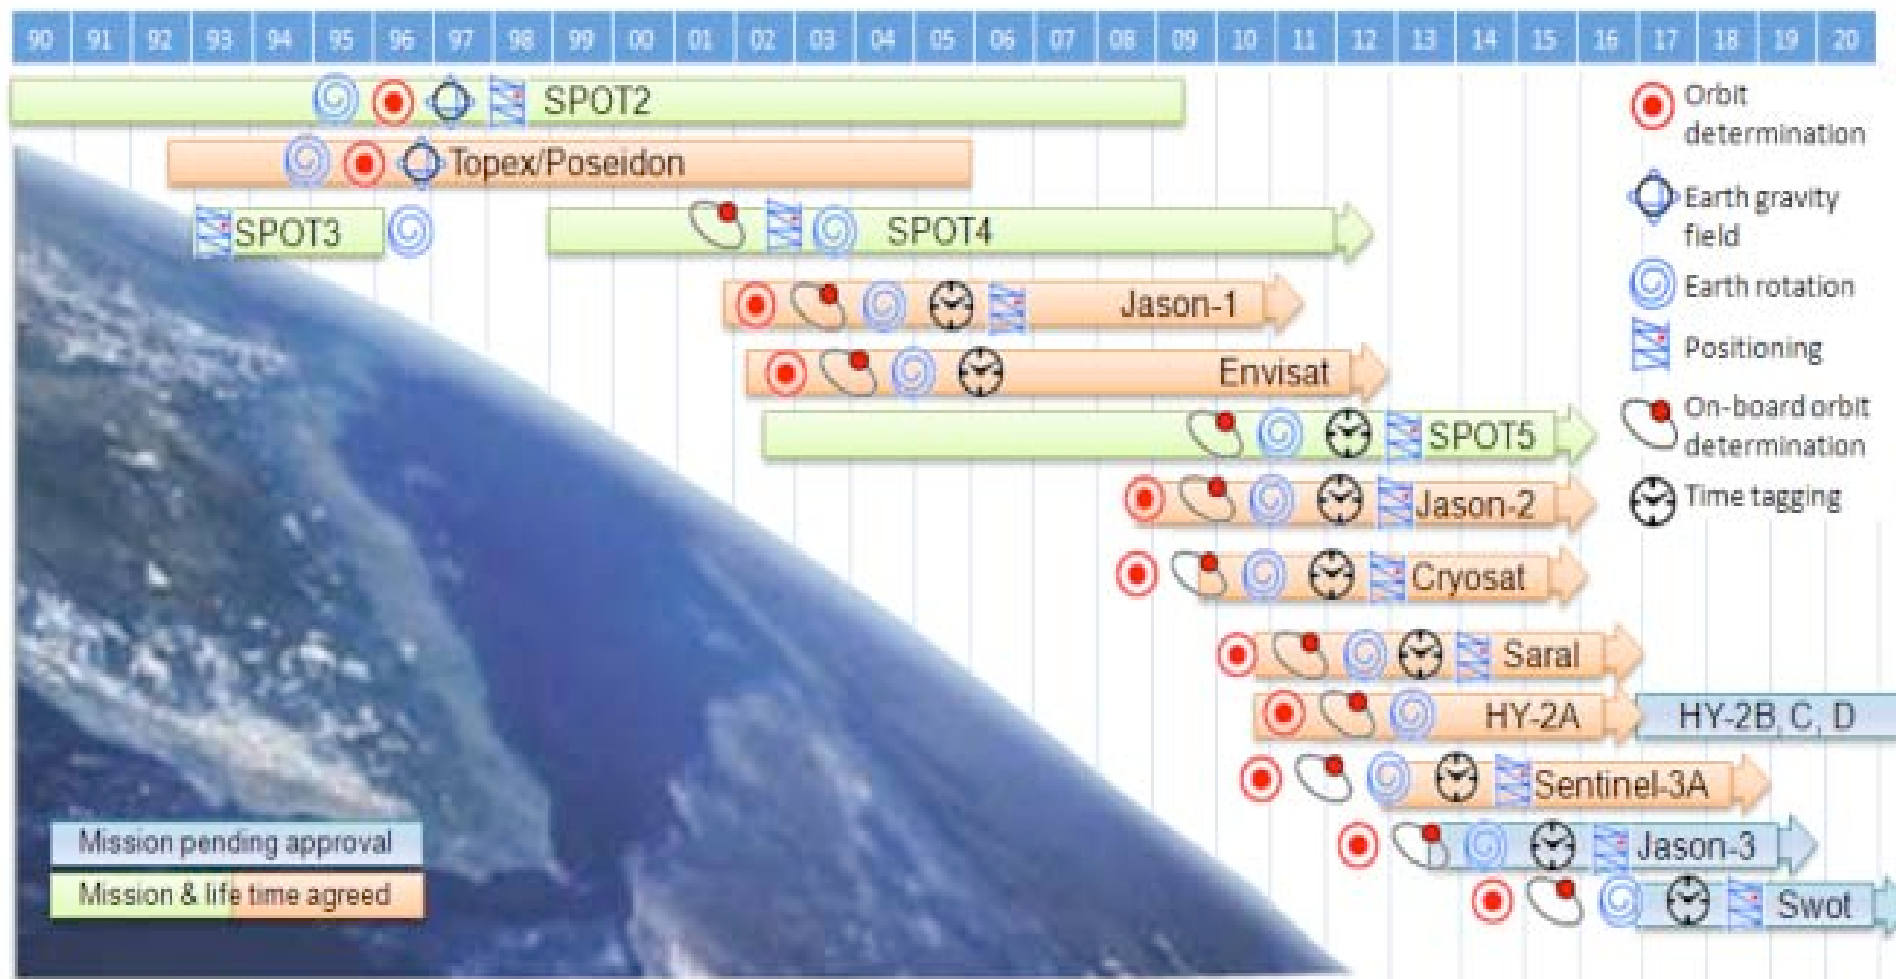 90 91 92 93 94 95 96 97 98 99 00 01 02 03 04 05 06 07 08 09 10 11 12 13 14 15 16 17 18 19 20
SPOT2
Topex/Poseidon
SPOT3
SPOT4
Jason-1
Envisat
SPOT5
Jason-2
Cryosat
Saral
HY-2A
HY-2B, C, D
Sentinel-3A
Jason-3
Swot
Orbit
determination
Earth gravity
field
Earth rotation
Positioning
On-board orbit
determination
Time tagging
Mission pending approval
Mission & life time agreed